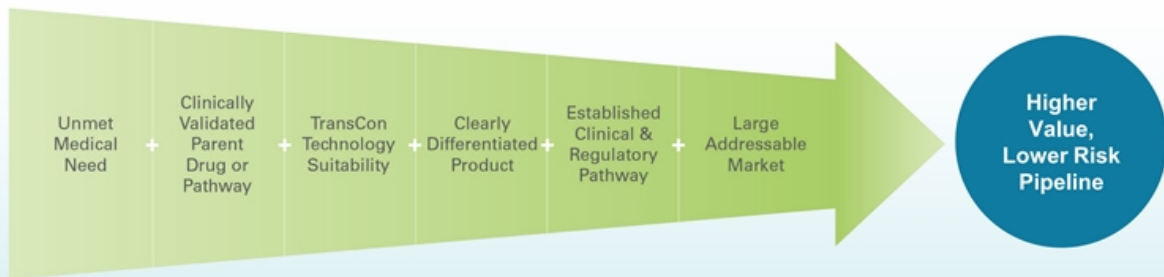 Unmet
Medical
Need
+
Clinically
Validated
Parent
Drug or
Pathway
+
TransCon
Technology
Suitability
+
Clearly
Differentiated
Product
+
Established
Clinical &
Regulatory
Pathway
+
Large
Addressable
Market
Higher
Value,
Lower Risk
Pipeline